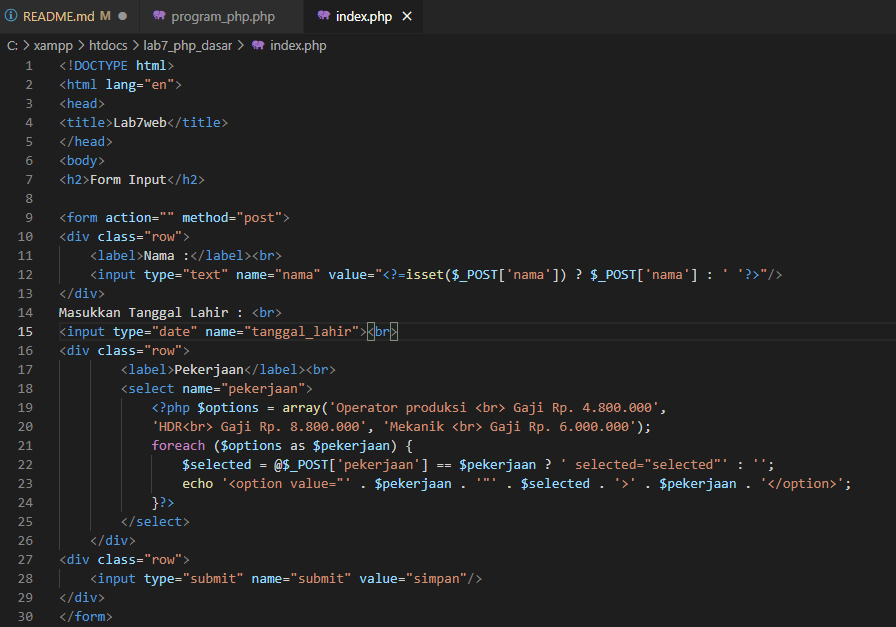 README.md M ● program_php.php index.php ×
C: > xampp > htdocs > lab7_php_dasar > index.php
1 <!DOCTYPE html>
2 <html lang="en">
3 <head>
4 <title>Lab7web</title>
5 </head>
6 <body>
7 <h2>Form Input</h2>
8
9 <form action="" method="post">
10 <div class="row">
11     <label>Nama :</label><br>
12     <input type="text" name="nama" value="<?=isset($_POST['nama']) ? $_POST['nama'] : ' '?>"/>
13 </div>
14 Masukkan Tanggal Lahir : <br>
15 <input type="date" name="tanggal_lahir"><br>
16 <div class="row">
17         <label>Pekerjaan</label><br>
18         <select name="pekerjaan">
19             <?php $options = array('Operator produksi <br> Gaji Rp. 4.800.000',
20             'HDR<br> Gaji Rp. 8.800.000', 'Mekanik <br> Gaji Rp. 6.000.000');
21             foreach ($options as $pekerjaan) {
22                 $selected = @$_POST['pekerjaan'] == $pekerjaan ? ' selected="selected"' : '';
23                 echo '<option value="' . $pekerjaan . '"' . $selected . '>' . $pekerjaan . '</option>';
24             }?>
25         </select>
26     </div>
27 <div class="row">
28     <input type="submit" name="submit" value="simpan"/>
29 </div>
30 </form>